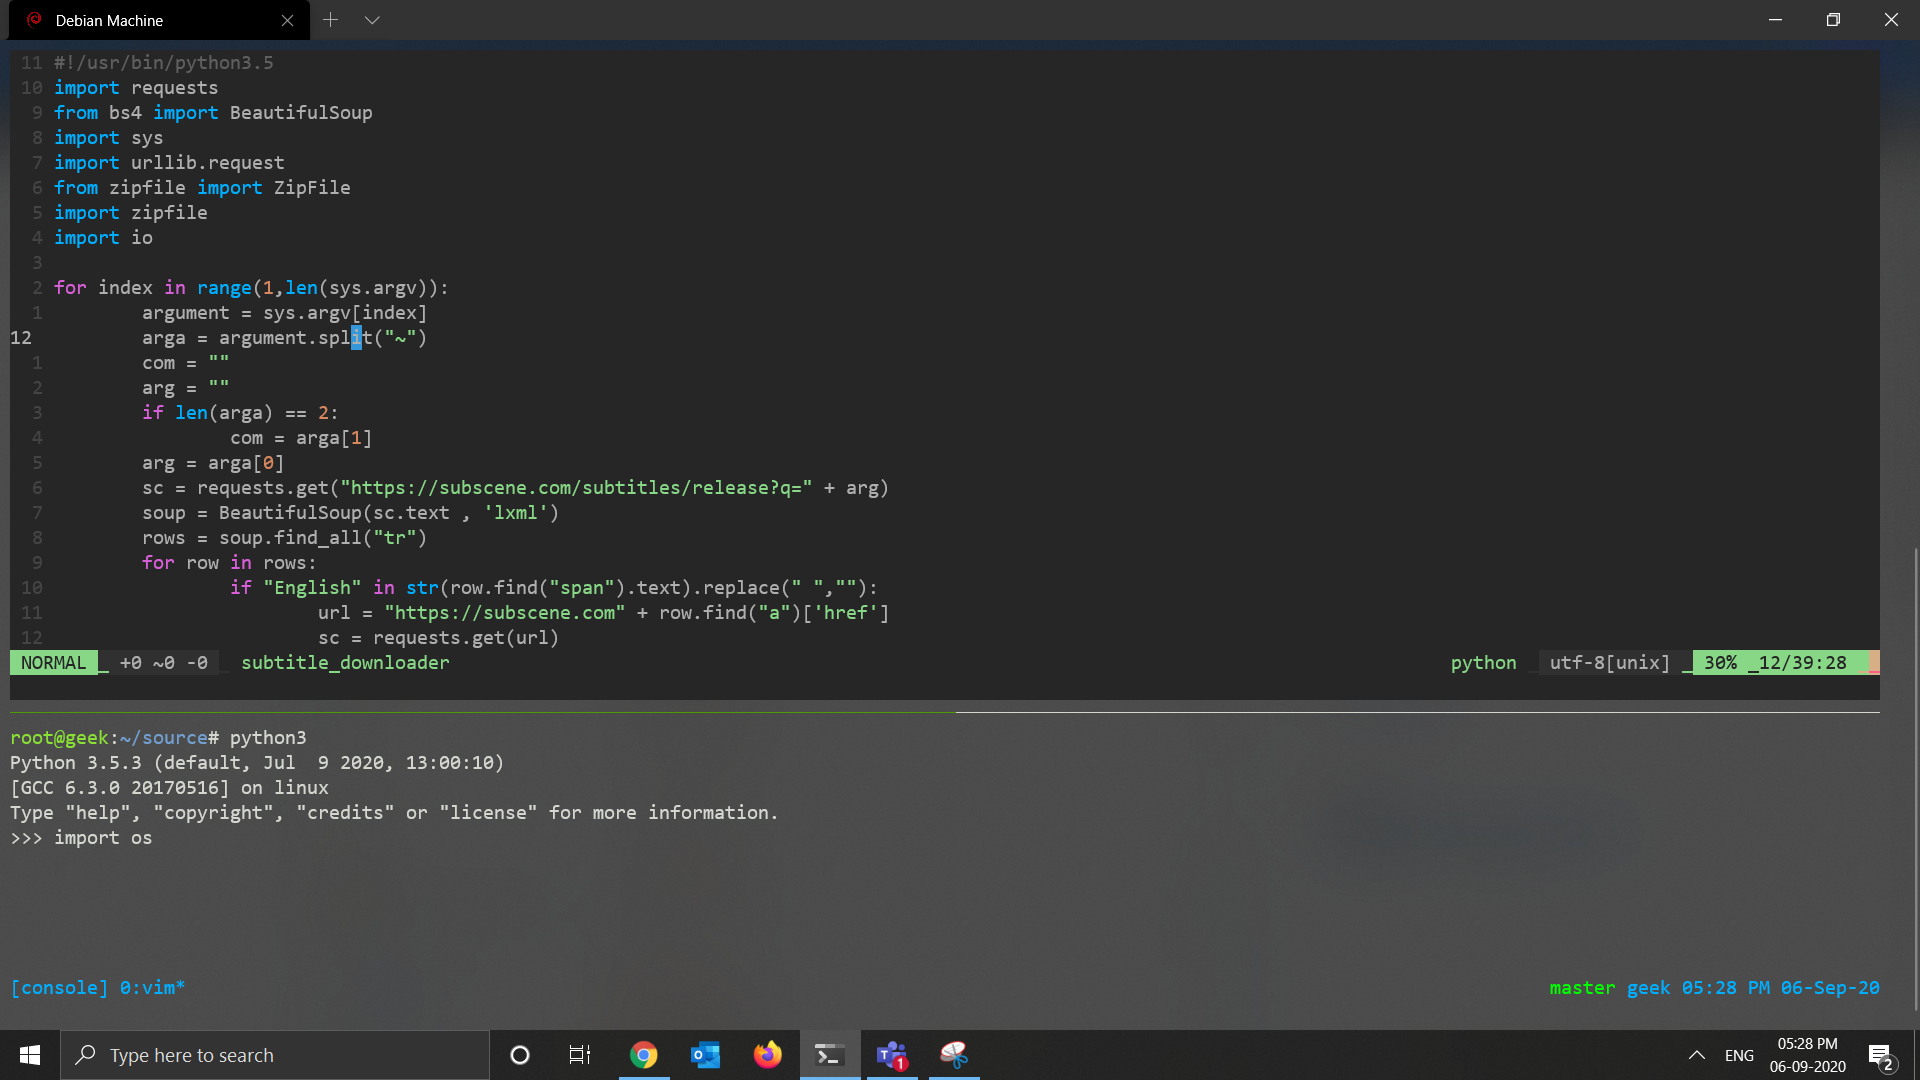 Debian Machine
11 #!/usr/bin/python3.5
10 import requests
9 from bs4 import BeautifulSoup
8 import sys
7 import urllib.request
6 from zipfile import ZipFile
5 import zipfile
4 import io
3
2 for index in range(1,len(sys.argv)):
1         argument = sys.argv[index]
12         arga = argument.split("~")
1         com = ""
2         arg = ""
3         if len(arga) == 2:
4                 com = arga[1]
5         arg = arga[0]
6         sc = requests.get("https://subscene.com/subtitles/release?q=" + arg)
7         soup = BeautifulSoup(sc.text , 'lxml')
8         rows = soup.find_all("tr")
9         for row in rows:
10                 if "English" in str(row.find("span").text).replace(" ",""):
11                         url = "https://subscene.com" + row.find("a")['href']
12                         sc = requests.get(url)
NORMAL _ +0 ~0 -0 subtitle_downloader python utf-8[unix] _ 30% _12/39:28
root@geek:~/source# python3
Python 3.5.3 (default, Jul  9 2020, 13:00:10)
[GCC 6.3.0 20170516] on linux
Type "help", "copyright", "credits" or "license" for more information.
>>> import os
[console] 0:vim* master geek 05:28 PM 06-Sep-20
Type here to search
1
ENG
05:28 PM
06-09-2020
2